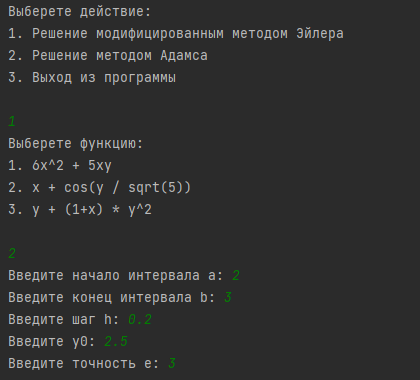 Выберете действие:
1. Решение модифицированным методом Эйлера
2. Решение методом Адамса
3. Выход из программы
1
Выберете функцию:
1. 6x^2 + 5xy
2. x + cos(y / sqrt(5))
3. y + (1+x) * y^2
2
Введите начало интервала a: 2
Введите конец интервала b: 3
Введите шаг h: 0.2
Введите y0: 2.5
Введите точность e: 3